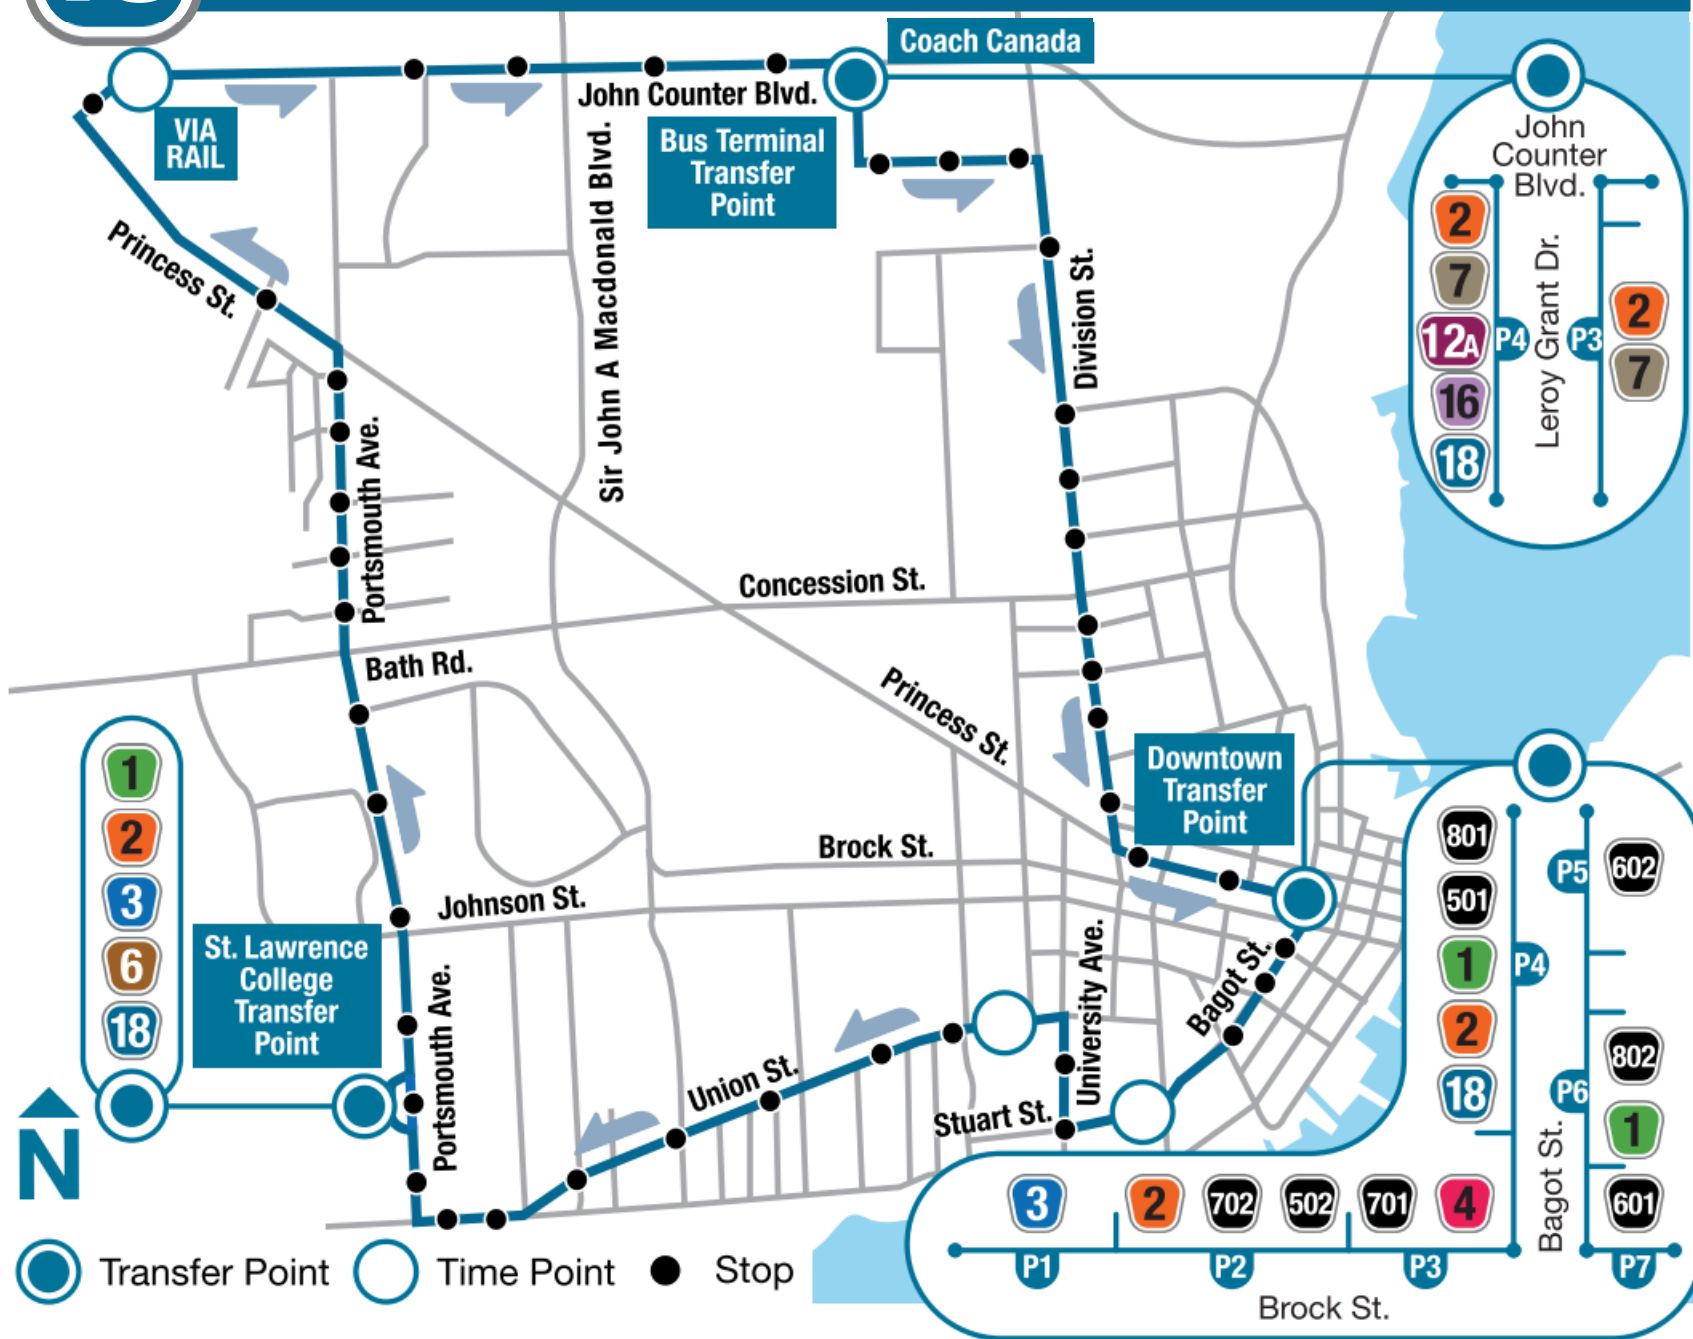 Coach Canada
John Counter Blvd.
VIA
RAIL
Bus Terminal
Transfer
Point
Sir John A Macdonald Blvd.
Princess St.
Division St.
Portsmouth Ave.
Concession St.
Bath Rd.
Princess St.
Downtown
Transfer
Point
Brock St.
Johnson St.
St. Lawrence
College
Transfer
Point
Portsmouth Ave.
University Ave.
Bagot St.
Union St.
Stuart St.
1
2
3
6
18
N
John
Counter
Blvd.
Leroy Grant Dr.
2
7
12A
16
18
P4
P3
2
7
801
501
1
2
18
P4
P5
602
P6
802
1
601
Bagot St.
3
2
702
502
701
4
P1
P2
P3
P7
Brock St.
Transfer Point
Time Point
Stop